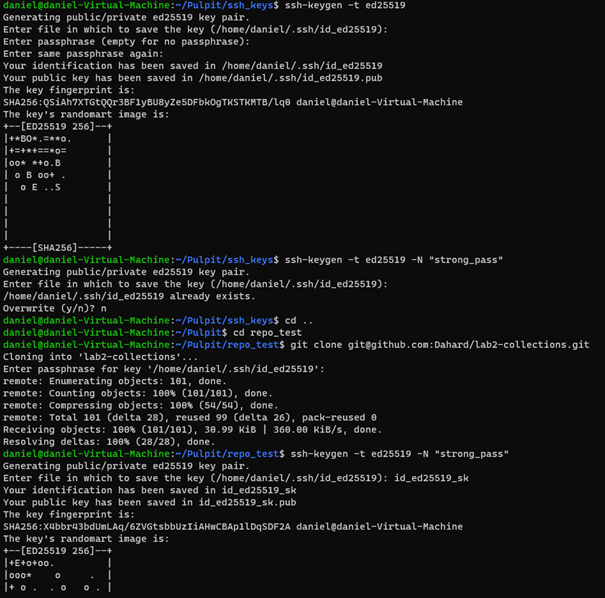 daniel@daniel-Virtual-Machine:~/Pulpit/ssh_keys$ ssh-keygen -t ed25519
Generating public/private ed25519 key pair.
Enter file in which to save the key (/home/daniel/.ssh/id_ed25519):
Enter passphrase (empty for no passphrase):
Enter same passphrase again:
Your identification has been saved in /home/daniel/.ssh/id_ed25519
Your public key has been saved in /home/daniel/.ssh/id_ed25519.pub
The key fingerprint is:
SHA256:QSiAh7XTGtQQr3BF1yBU8yZe5DFbkOgTKSTKMTB/lq0 daniel@daniel-Virtual-Machine
The key's randomart image is:
+--[ED25519 256]--+
|+*BO*.=**o.      |
|+=+*+==*o=       |
|oo* *+o.B        |
| o B oo+ .       |
|  o E ..S        |
|                 |
|                 |
|                 |
|                 |
+----[SHA256]-----+
daniel@daniel-Virtual-Machine:~/Pulpit/ssh_keys$ ssh-keygen -t ed25519 -N "strong_pass"
Generating public/private ed25519 key pair.
Enter file in which to save the key (/home/daniel/.ssh/id_ed25519):
/home/daniel/.ssh/id_ed25519 already exists.
Overwrite (y/n)? n
daniel@daniel-Virtual-Machine:~/Pulpit/ssh_keys$ cd ..
daniel@daniel-Virtual-Machine:~/Pulpit$ cd repo_test
daniel@daniel-Virtual-Machine:~/Pulpit/repo_test$ git clone git@github.com:Dahard/lab2-collections.git
Cloning into 'lab2-collections'...
Enter passphrase for key '/home/daniel/.ssh/id_ed25519':
remote: Enumerating objects: 101, done.
remote: Counting objects: 100% (101/101), done.
remote: Compressing objects: 100% (54/54), done.
remote: Total 101 (delta 28), reused 99 (delta 26), pack-reused 0
Receiving objects: 100% (101/101), 30.99 KiB | 360.00 KiB/s, done.
Resolving deltas: 100% (28/28), done.
daniel@daniel-Virtual-Machine:~/Pulpit/repo_test$ ssh-keygen -t ed25519 -N "strong_pass"
Generating public/private ed25519 key pair.
Enter file in which to save the key (/home/daniel/.ssh/id_ed25519): id_ed25519_sk
Your identification has been saved in id_ed25519_sk
Your public key has been saved in id_ed25519_sk.pub
The key fingerprint is:
SHA256:X4bbr43bdUmLAq/6ZVGtsbbUzIiAHwCBAp1lDqSDF2A daniel@daniel-Virtual-Machine
The key's randomart image is:
+--[ED25519 256]--+
|+E+o+oo.         |
|ooo*    o     .  |
|+ o .  . o   o . |